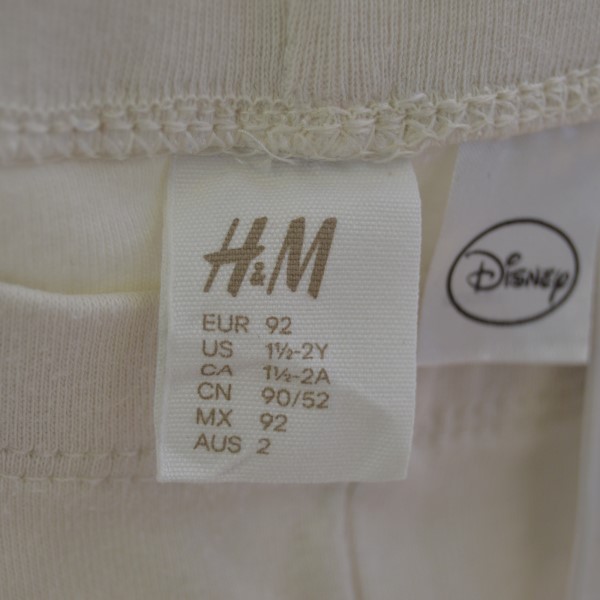 H&M
EUR 92
US 1½-2Y
CA 1½-2A
CN 90/52
MX 92
AUS 2
Disney